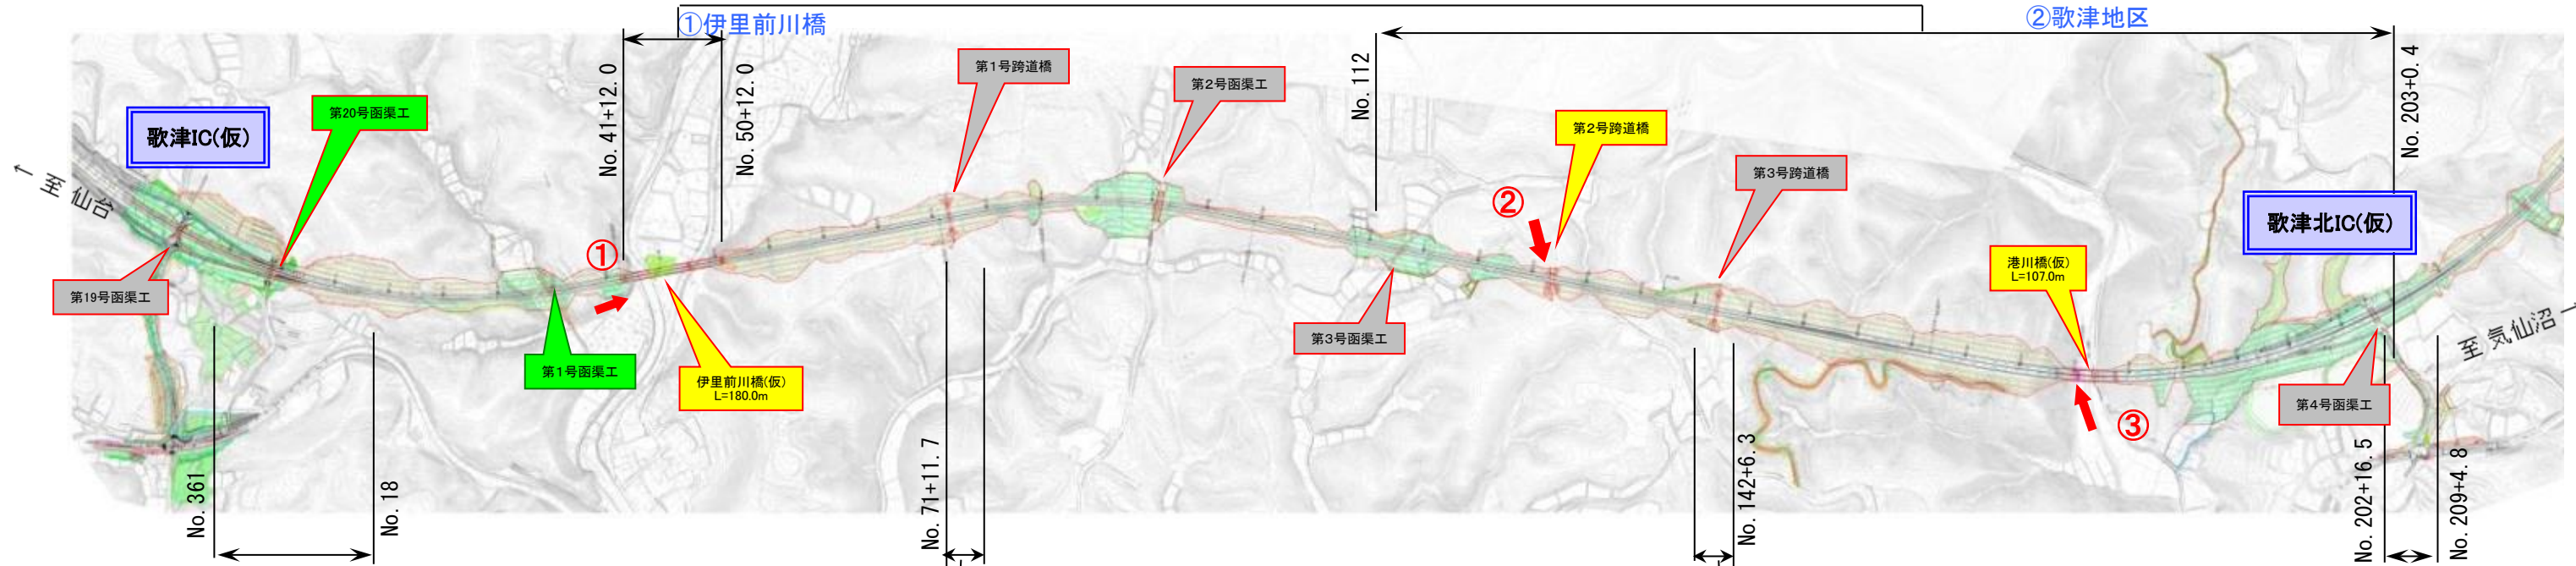 ①伊里前川橋
②歌津地区
No. 41+12. 0
No. 50+12. 0
No. 112
No. 203+0. 4
第1号跨道橋
第2号函渠工
第20号函渠工
歌津IC(仮)
第2号跨道橋
第3号跨道橋
←至 仙台
①
②
歌津北IC(仮)
港川橋(仮)
L=107.0m
第19号函渠工
第1号函渠工
伊里前川橋(仮)
L=180.0m
第3号函渠工
至 気仙沼
第4号函渠工
③
No. 361
No. 18
No. 71+11. 7
No. 142+6. 3
No. 202+16. 5
No. 209+4. 8